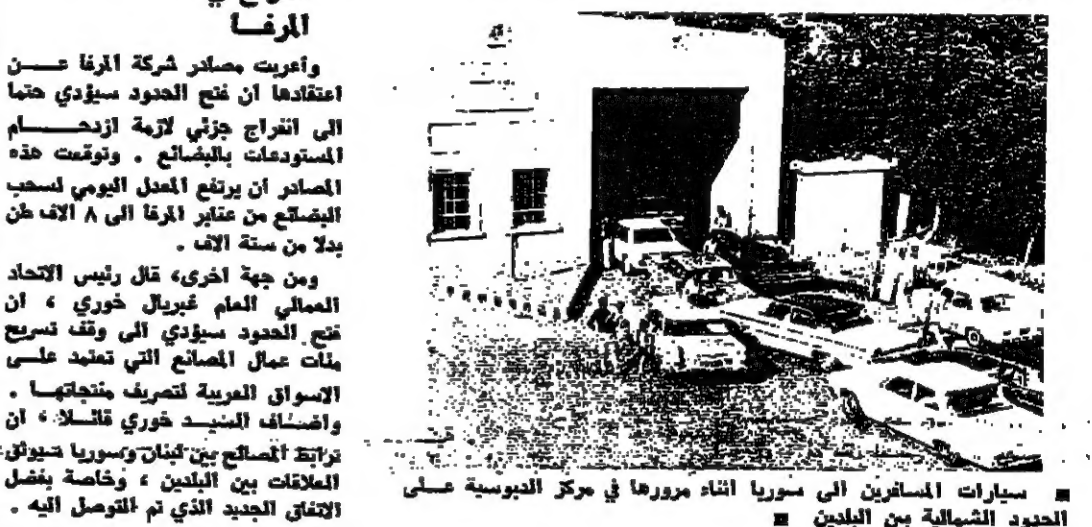 المرفأ
وأعربت مصادر شركة المرفأ عن
اعتقادها ان فتح الحدود سيؤدي حتما
الى انفراج جزئي لازمة ازدحام
المستودعات بالبضائع . وتوقعت هذه
المصادر ان يرتفع المعدل اليومي لسحب
البضائع من عنابر المرفأ الى ٨ الاف طن
بدلا من ستة الاف .
ومن جهة اخرى، قال رئيس الاتحاد
العمالي العام غبريال خوري ، ان
فتح الحدود سيؤدي الى وقف تسريح
مئات عمال المصانع التي تعتمد على
الاسواق العربية لتصريف منتجاتها .
واضاف السيد خوري قائلا ، ان
ترابط المصالح بين لبنان وسوريا سيوثق
العلاقات بين البلدين ، وخاصة بفضل
الاتفاق الجديد الذي تم التوصل اليه .
■ سيارات المسافرين الى سوريا اثناء مرورها في مركز الدبوسية على
الحدود الشمالية بين البلدين ■